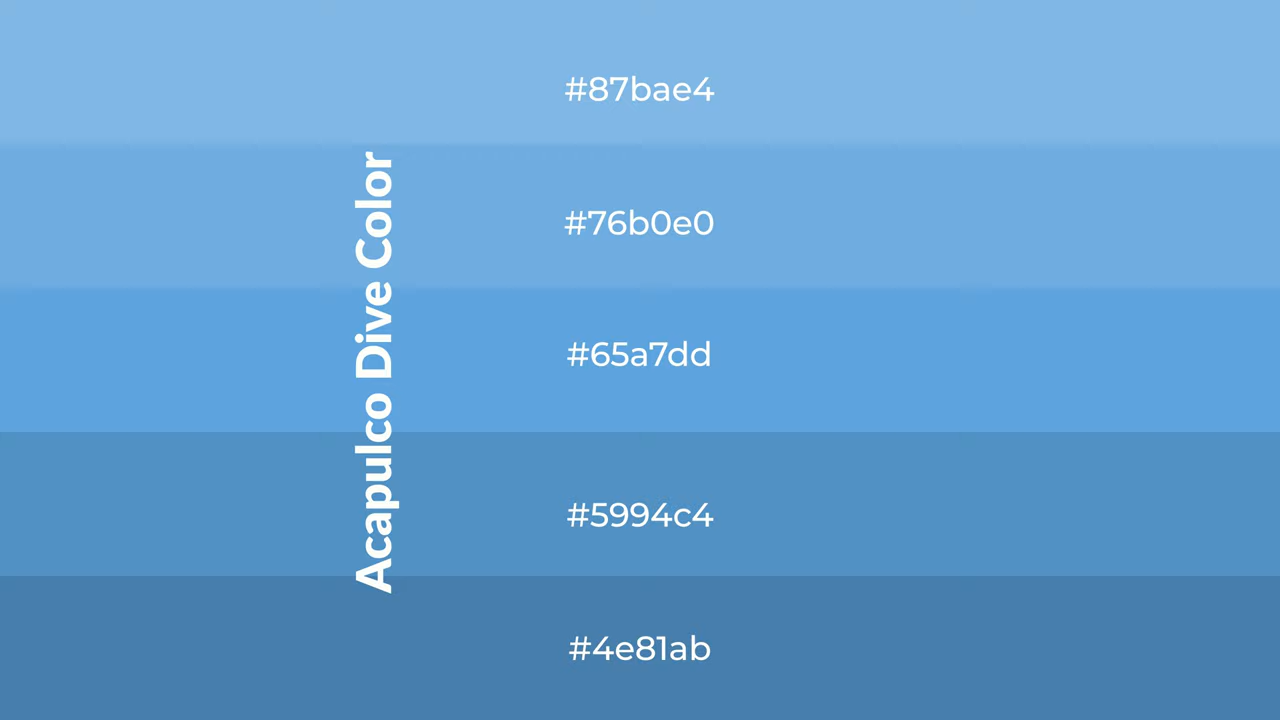 Acapulco Dive Color
#87bae4
#76b0e0
#65a7dd
#5994c4
#4e81ab